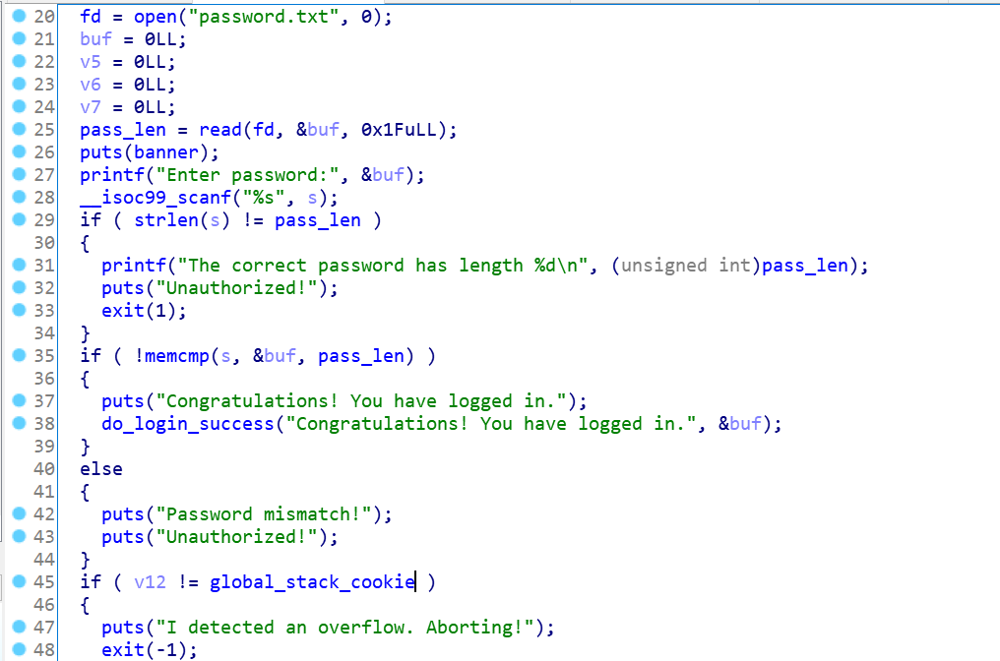 20 fd = open("password.txt", 0);
21 buf = 0LL;
22 v5 = 0LL;
23 v6 = 0LL;
24 v7 = 0LL;
25 pass_len = read(fd, &buf, 0x1FuLL);
26 puts(banner);
27 printf("Enter password:", &buf);
28 __isoc99_scanf("%s", s);
29 if ( strlen(s) != pass_len )
30 {
31 printf("The correct password has length %d\n", (unsigned int)pass_len);
32 puts("Unauthorized!");
33 exit(1);
34 }
35 if ( !memcmp(s, &buf, pass_len) )
36 {
37 puts("Congratulations! You have logged in.");
38 do_login_success("Congratulations! You have logged in.", &buf);
39 }
40 else
41 {
42 puts("Password mismatch!");
43 puts("Unauthorized!");
44 }
45 if ( v12 != global_stack_cookie )
46 {
47 puts("I detected an overflow. Aborting!");
48 exit(-1);